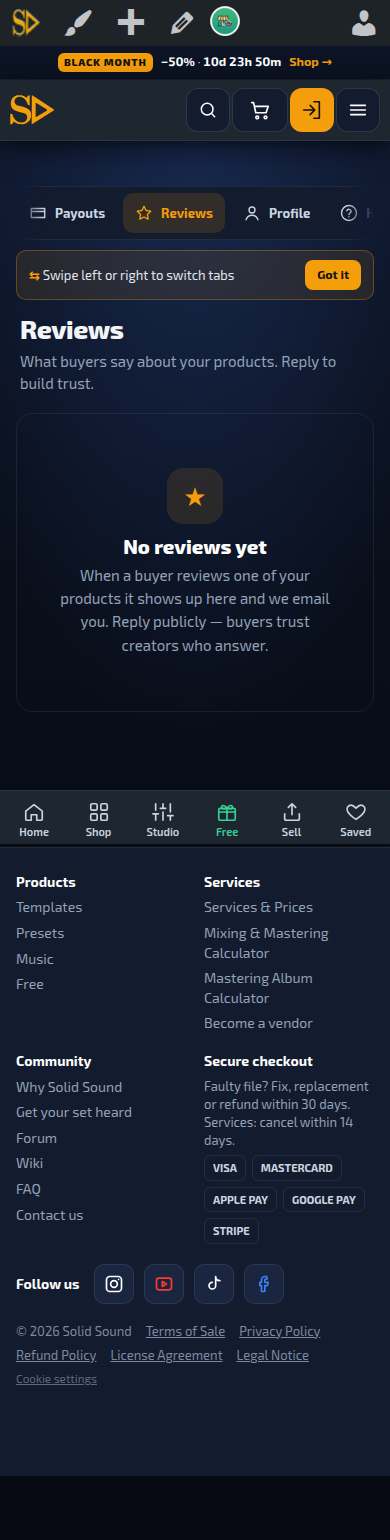 BLACK MONTH −50% · 10d 23h 50m Shop →
Payouts Reviews Profile
⇆ Swipe left or right to switch tabs Got it
Reviews
What buyers say about your products. Reply to
build trust.
No reviews yet
When a buyer reviews one of your
products it shows up here and we email
you. Reply publicly — buyers trust
creators who answer.
Home Shop Studio Free Sell Saved
Products
Templates
Presets
Music
Free
Services
Services & Prices
Mixing & Mastering
Calculator
Mastering Album
Calculator
Become a vendor
Community
Why Solid Sound
Get your set heard
Forum
Wiki
FAQ
Contact us
Secure checkout
Faulty file? Fix, replacement
or refund within 30 days.
Services: cancel within 14
days.
VISA MASTERCARD
APPLE PAY GOOGLE PAY
STRIPE
Follow us
© 2026 Solid Sound Terms of Sale Privacy Policy
Refund Policy License Agreement Legal Notice
Cookie settings